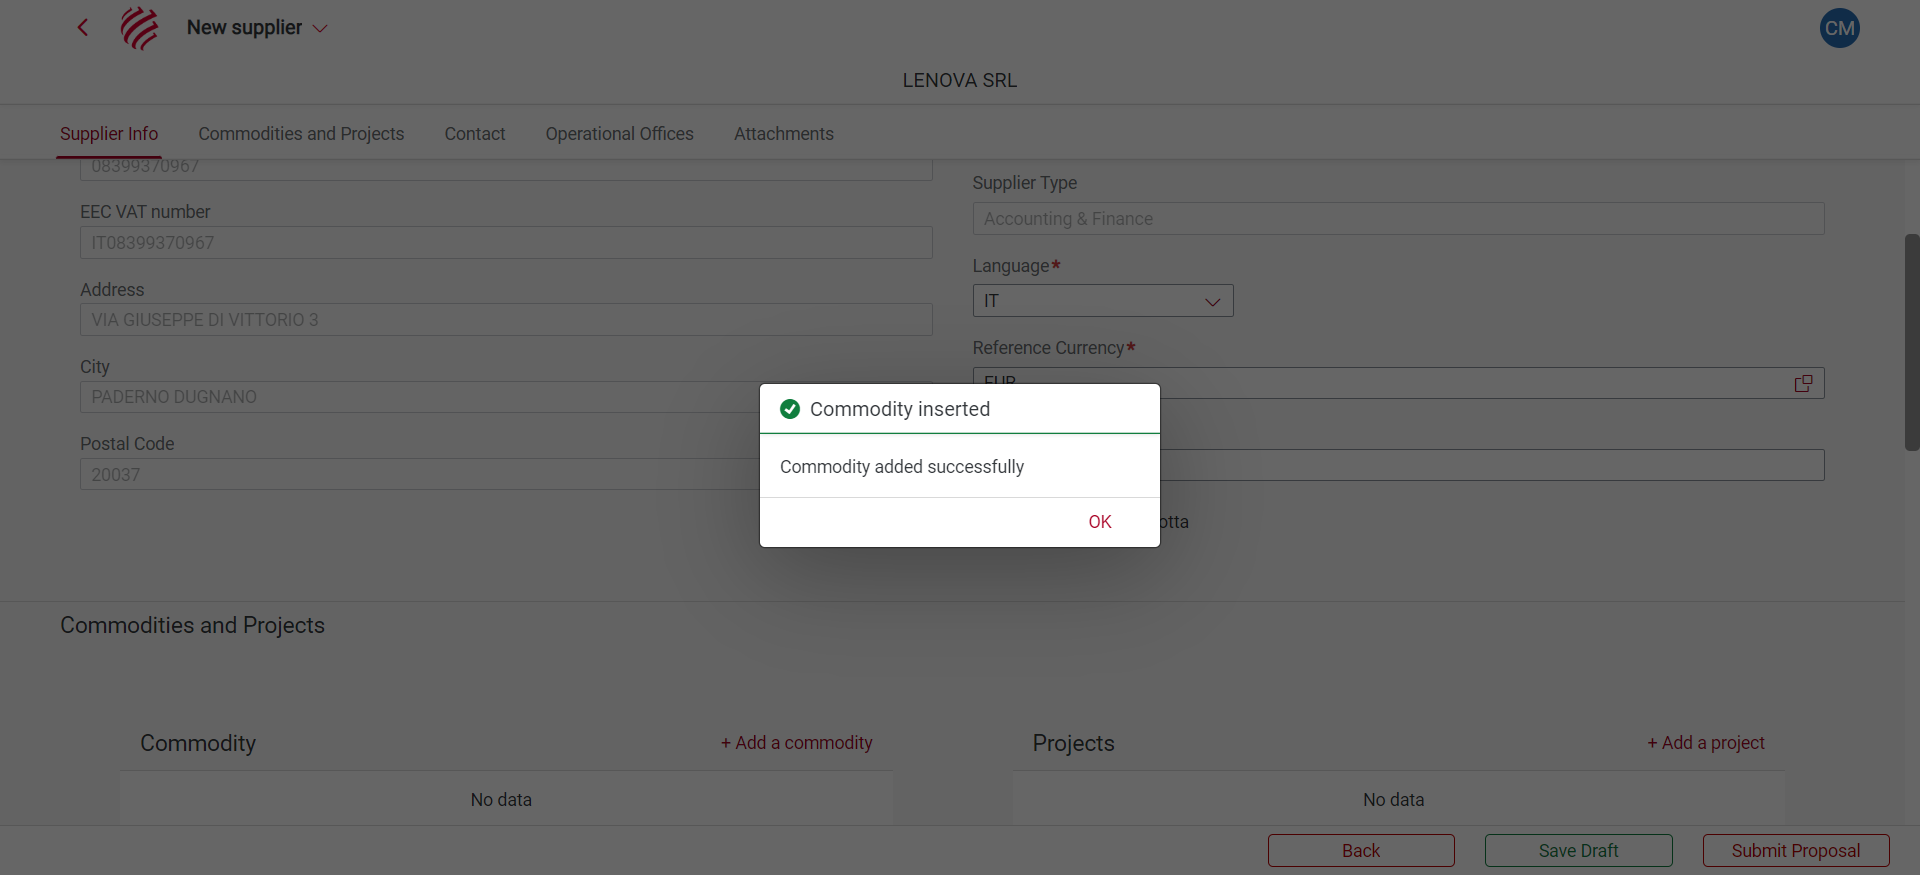 New supplier
CM
LENOVA SRL
Supplier Info
Commodities and Projects
Contact
Operational Offices
Attachments
08399370967
EEC VAT number
IT08399370967
Address
VIA GIUSEPPE DI VITTORIO 3
City
PADERNO DUGNANO
Postal Code
20037
Supplier Type
Accounting & Finance
Language*
IT
Reference Currency*
EUR
otta
Commodity inserted
Commodity added successfully
OK
Commodities and Projects
Commodity
+ Add a commodity
No data
Projects
+ Add a project
No data
Back
Save Draft
Submit Proposal